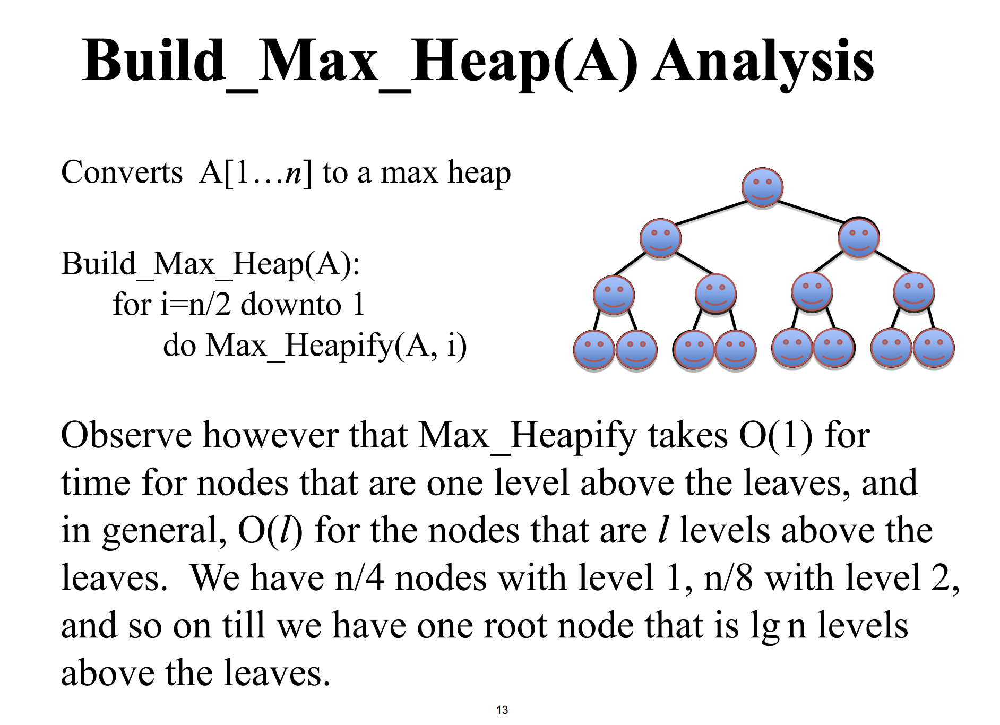 Build_Max_Heap(A) Analysis
Converts A[1…n] to a max heap
Build_Max_Heap(A):
for i=n/2 downto 1
do Max_Heapify(A, i)
Observe however that Max_Heapify takes O(1) for
time for nodes that are one level above the leaves, and
in general, O(l) for the nodes that are l levels above the
leaves. We have n/4 nodes with level 1, n/8 with level 2,
and so on till we have one root node that is lg n levels
above the leaves.
13